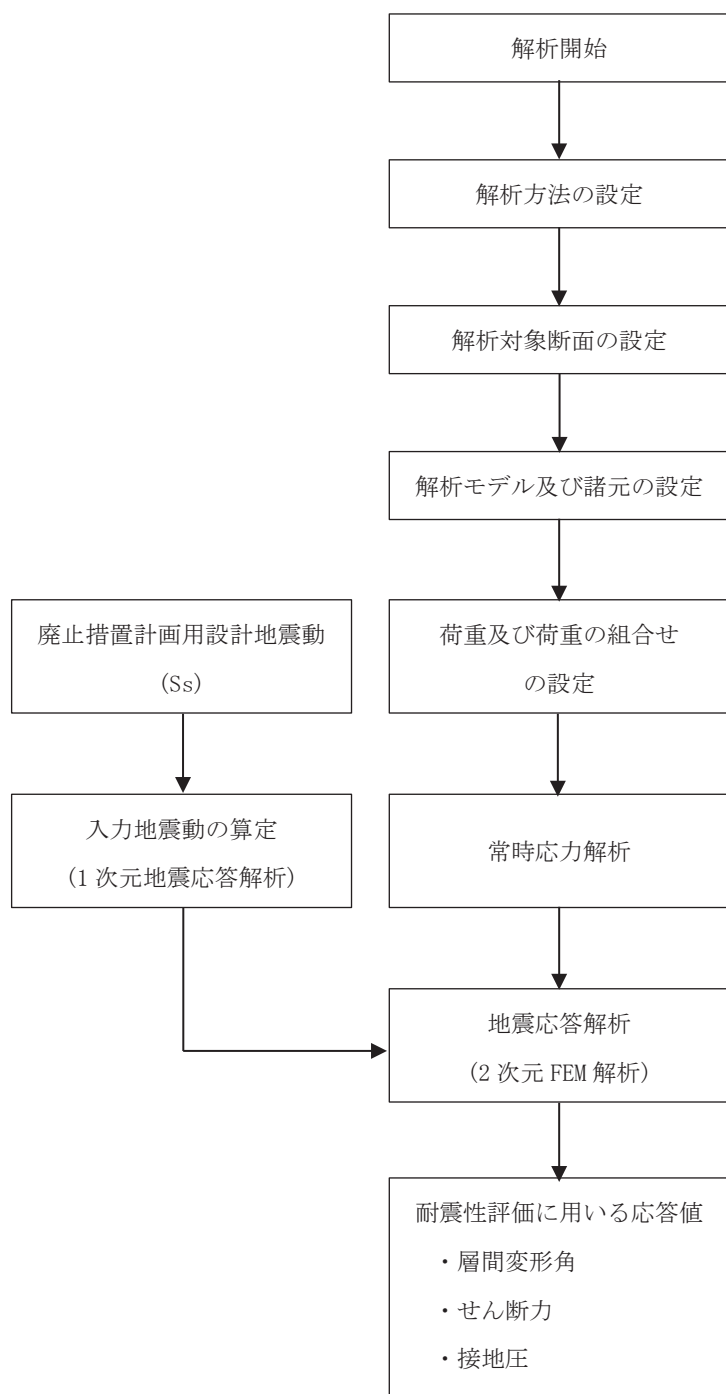 解析開始
解析方法の設定
解析対象断面の設定
解析モデル及び諸元の設定
廃止措置計画用設計地震動
(Ss)
荷重及び荷重の組合せ
の設定
入力地震動の算定
(1 次元地震応答解析)
常時応力解析
地震応答解析
(2 次元 FEM 解析)
耐震性評価に用いる応答値
・層間変形角
・せん断力
・接地圧